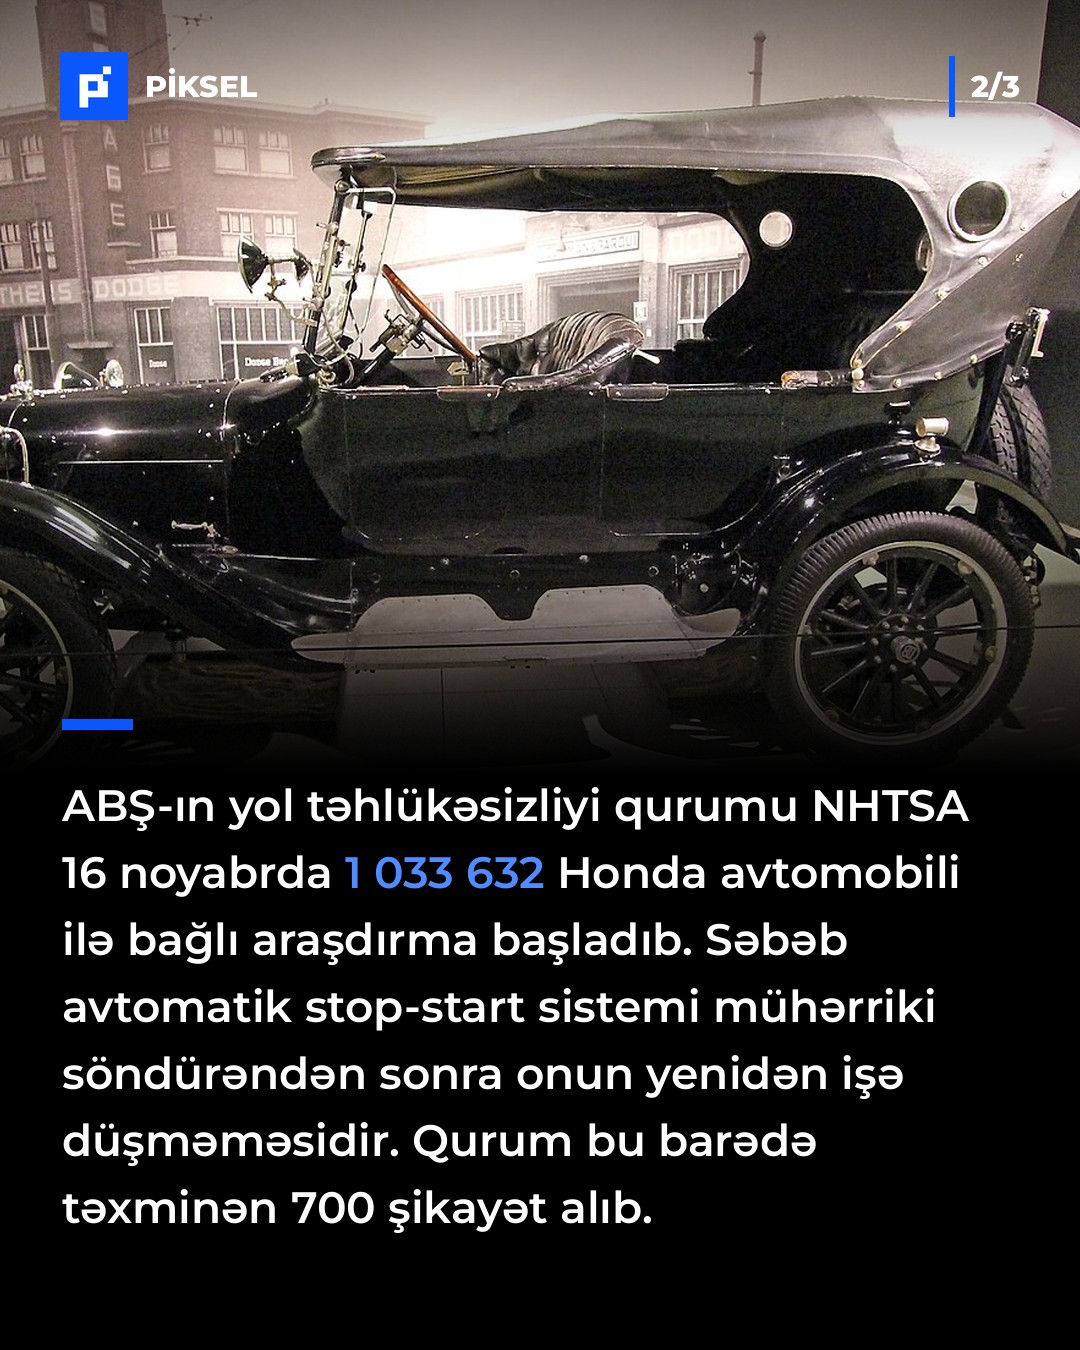 PİKSEL
2/3
THERS DODGE
Dodge
ABŞ-ın yol təhlükəsizliyi qurumu NHTSA
16 noyabrda 1 033 632 Honda avtomobili
ilə bağlı araşdırma başladıb. Səbəb
avtomatik stop-start sistemi mühərriki
söndürəndən sonra onun yenidən işə
düşməməsidir. Qurum bu barədə
təxminən 700 şikayət alıb.